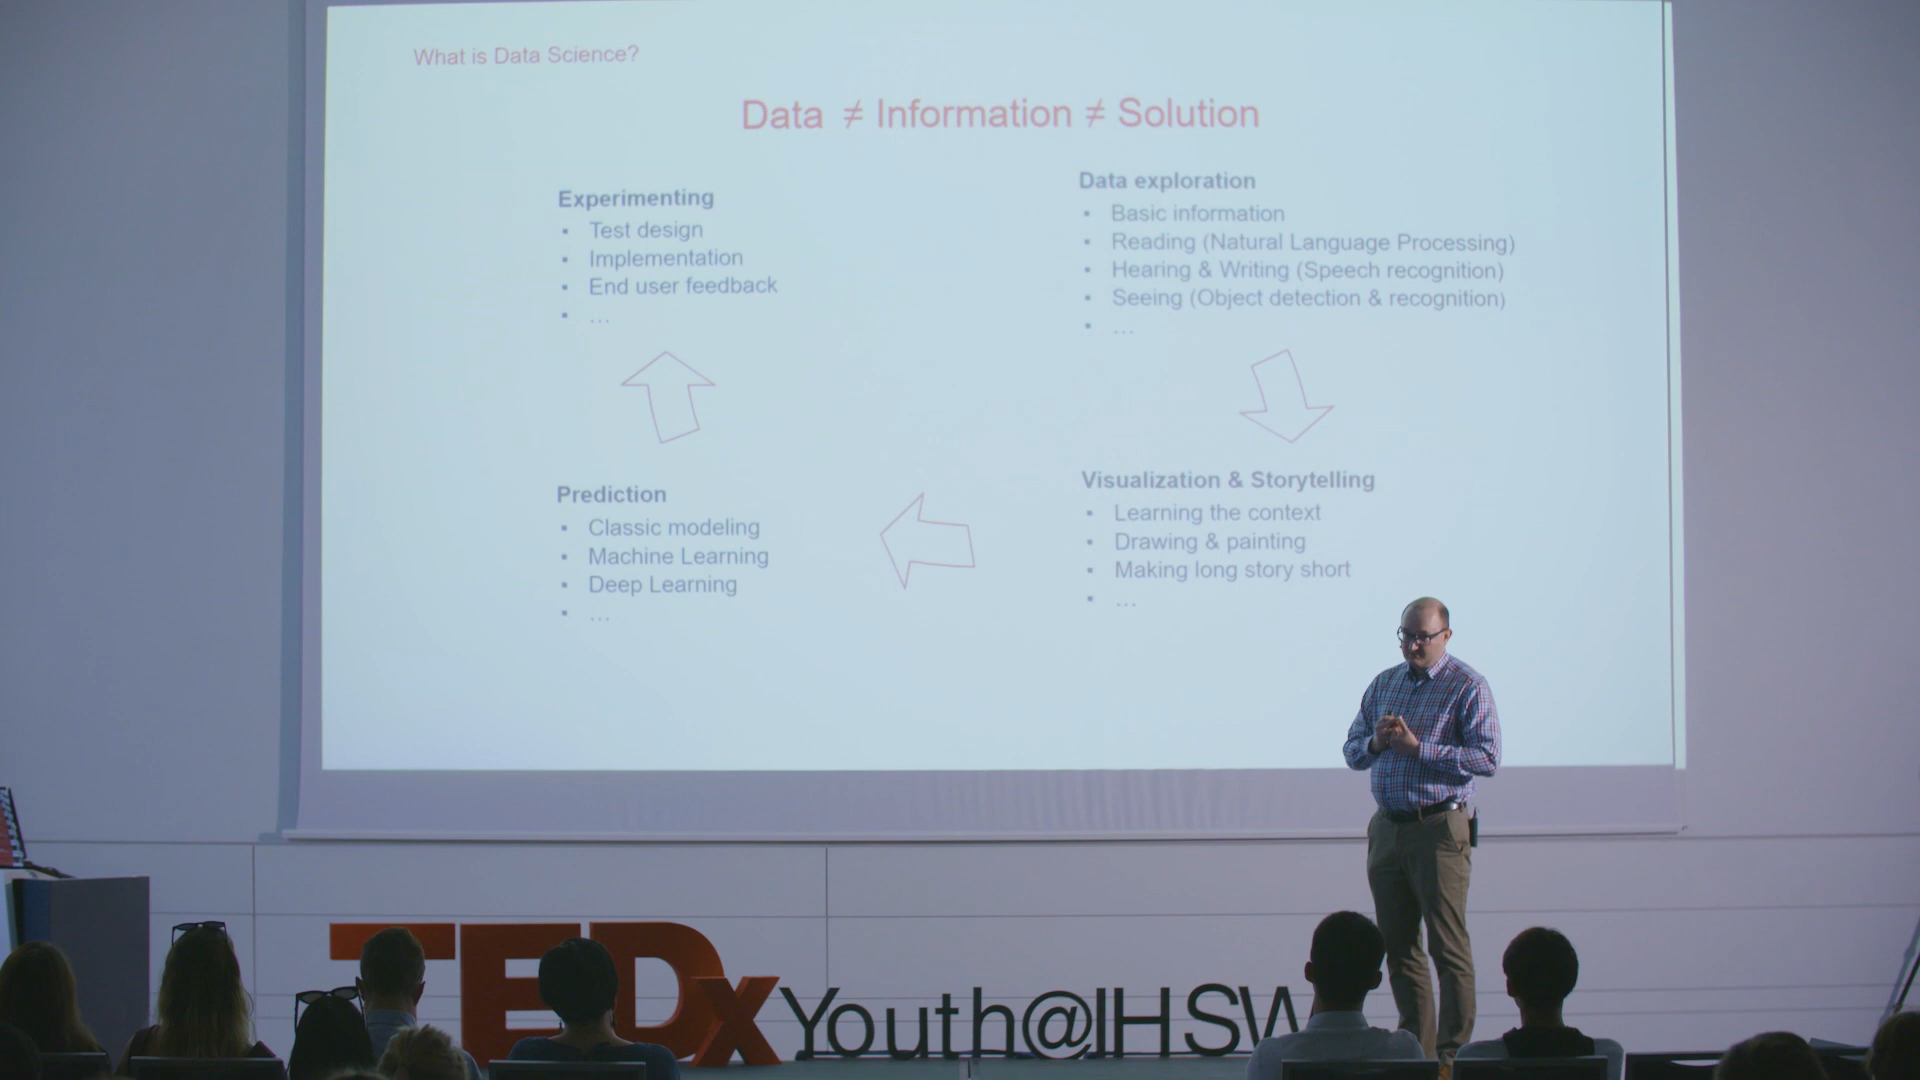 What is Data Science?
Data ≠ Information ≠ Solution
Experimenting
• Test design
• Implementation
• End user feedback
• ...
Data exploration
• Basic information
• Reading (Natural Language Processing)
• Hearing & Writing (Speech recognition)
• Seeing (Object detection & recognition)
• ...
Prediction
• Classic modeling
• Machine Learning
• Deep Learning
• ...
Visualization & Storytelling
• Learning the context
• Drawing & painting
• Making long story short
• ...
TEDxYouth@IHSW